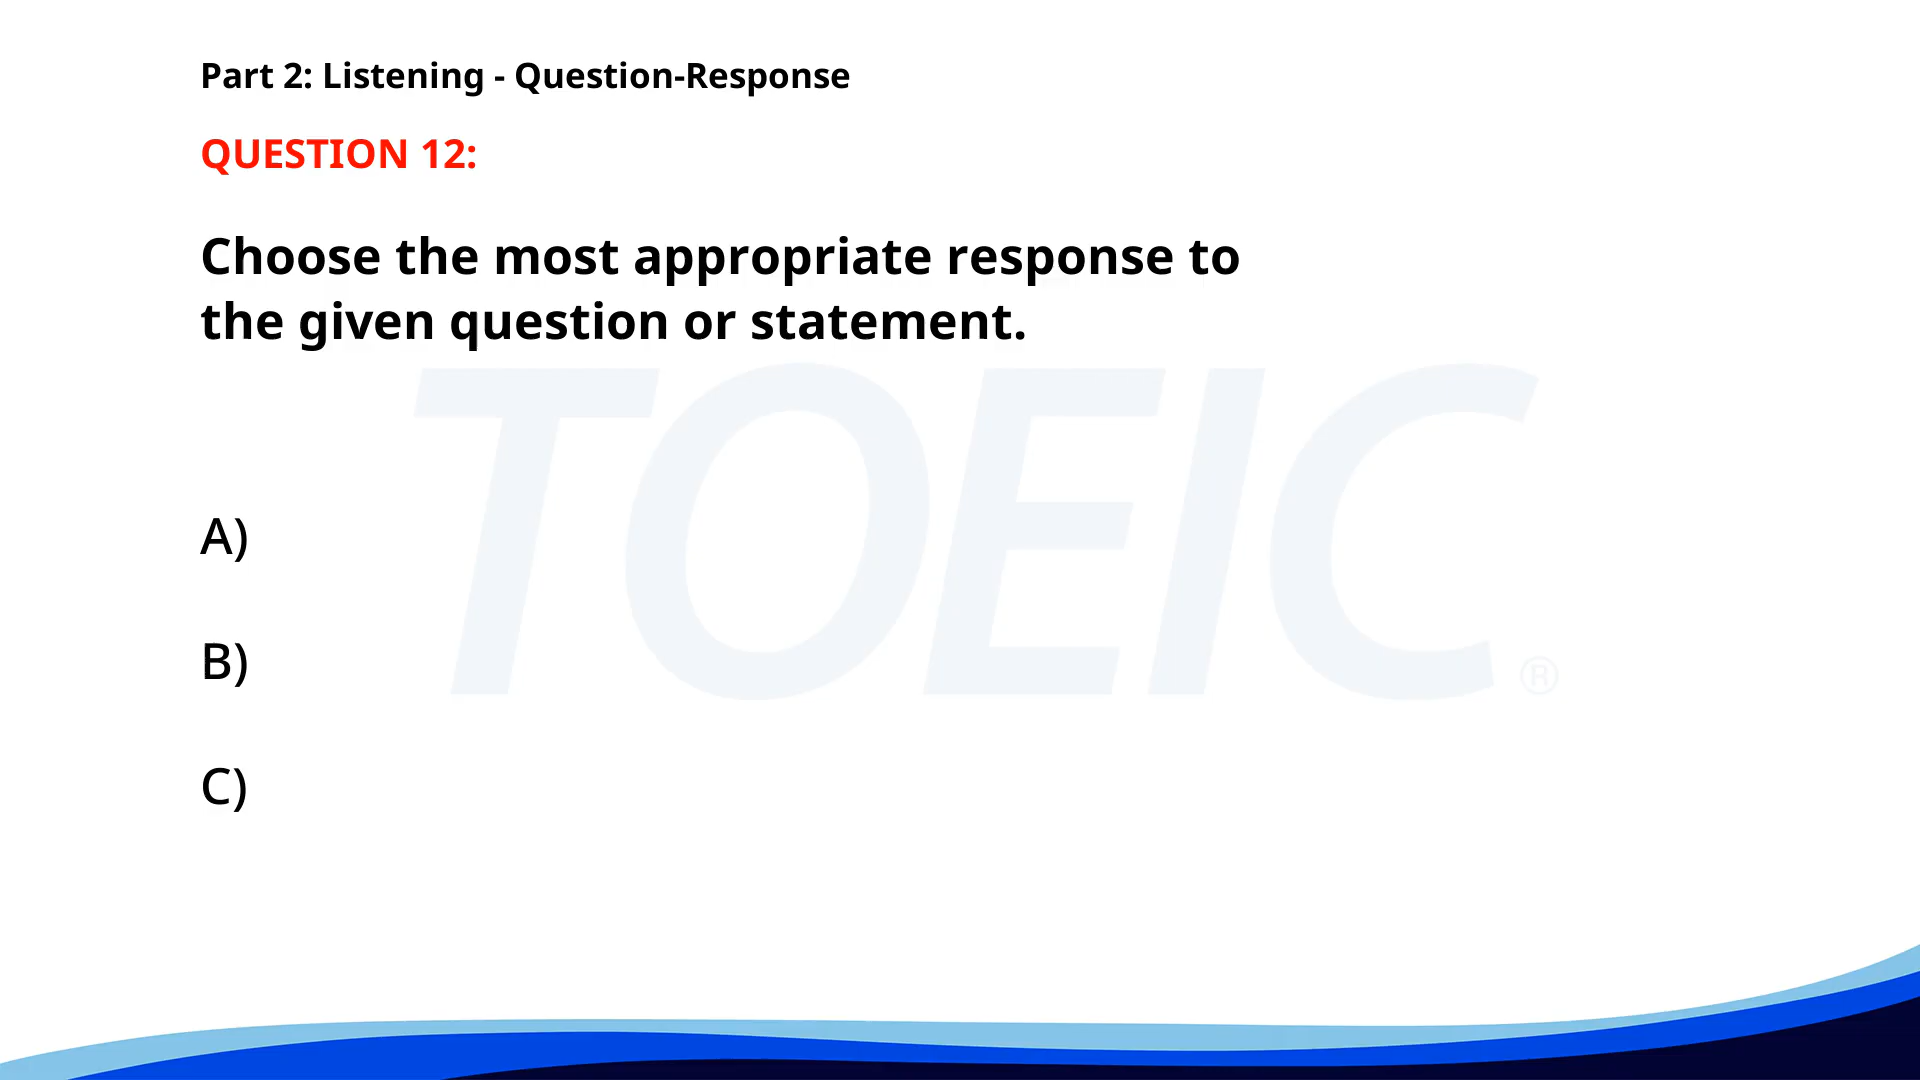 Part 2: Listening - Question-Response
QUESTION 12:
Choose the most appropriate response to
the given question or statement.
TOEIC®
A)
B)
C)